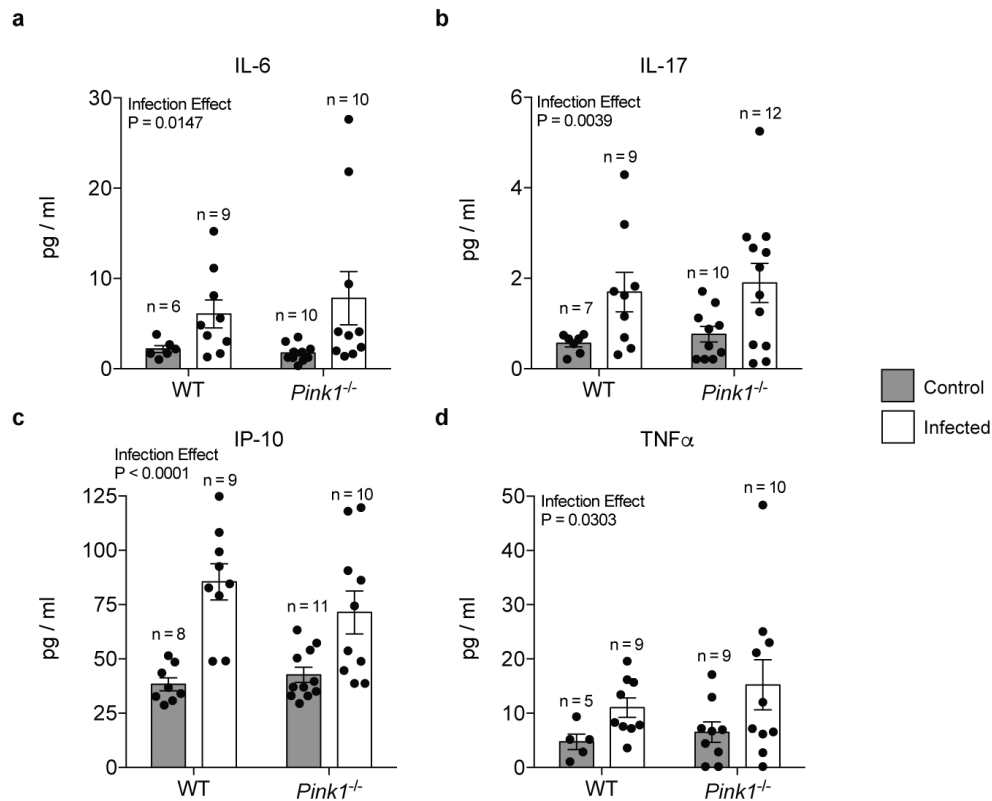 a
IL-6
Infection Effect
P = 0.0147
pg / ml
30
20
10
0
n = 6
n = 9
n = 10
n = 10
WT
Pink1-/-
b
IL-17
Infection Effect
P = 0.0039
pg / ml
6
4
2
0
n = 7
n = 9
n = 10
n = 12
WT
Pink1-/-
Control
Infected
c
IP-10
Infection Effect
P < 0.0001
pg / ml
125
100
75
50
25
0
n = 8
n = 9
n = 11
n = 10
WT
Pink1-/-
d
TNFα
Infection Effect
P = 0.0303
pg / ml
50
40
30
20
10
0
n = 5
n = 9
n = 9
n = 10
WT
Pink1-/-